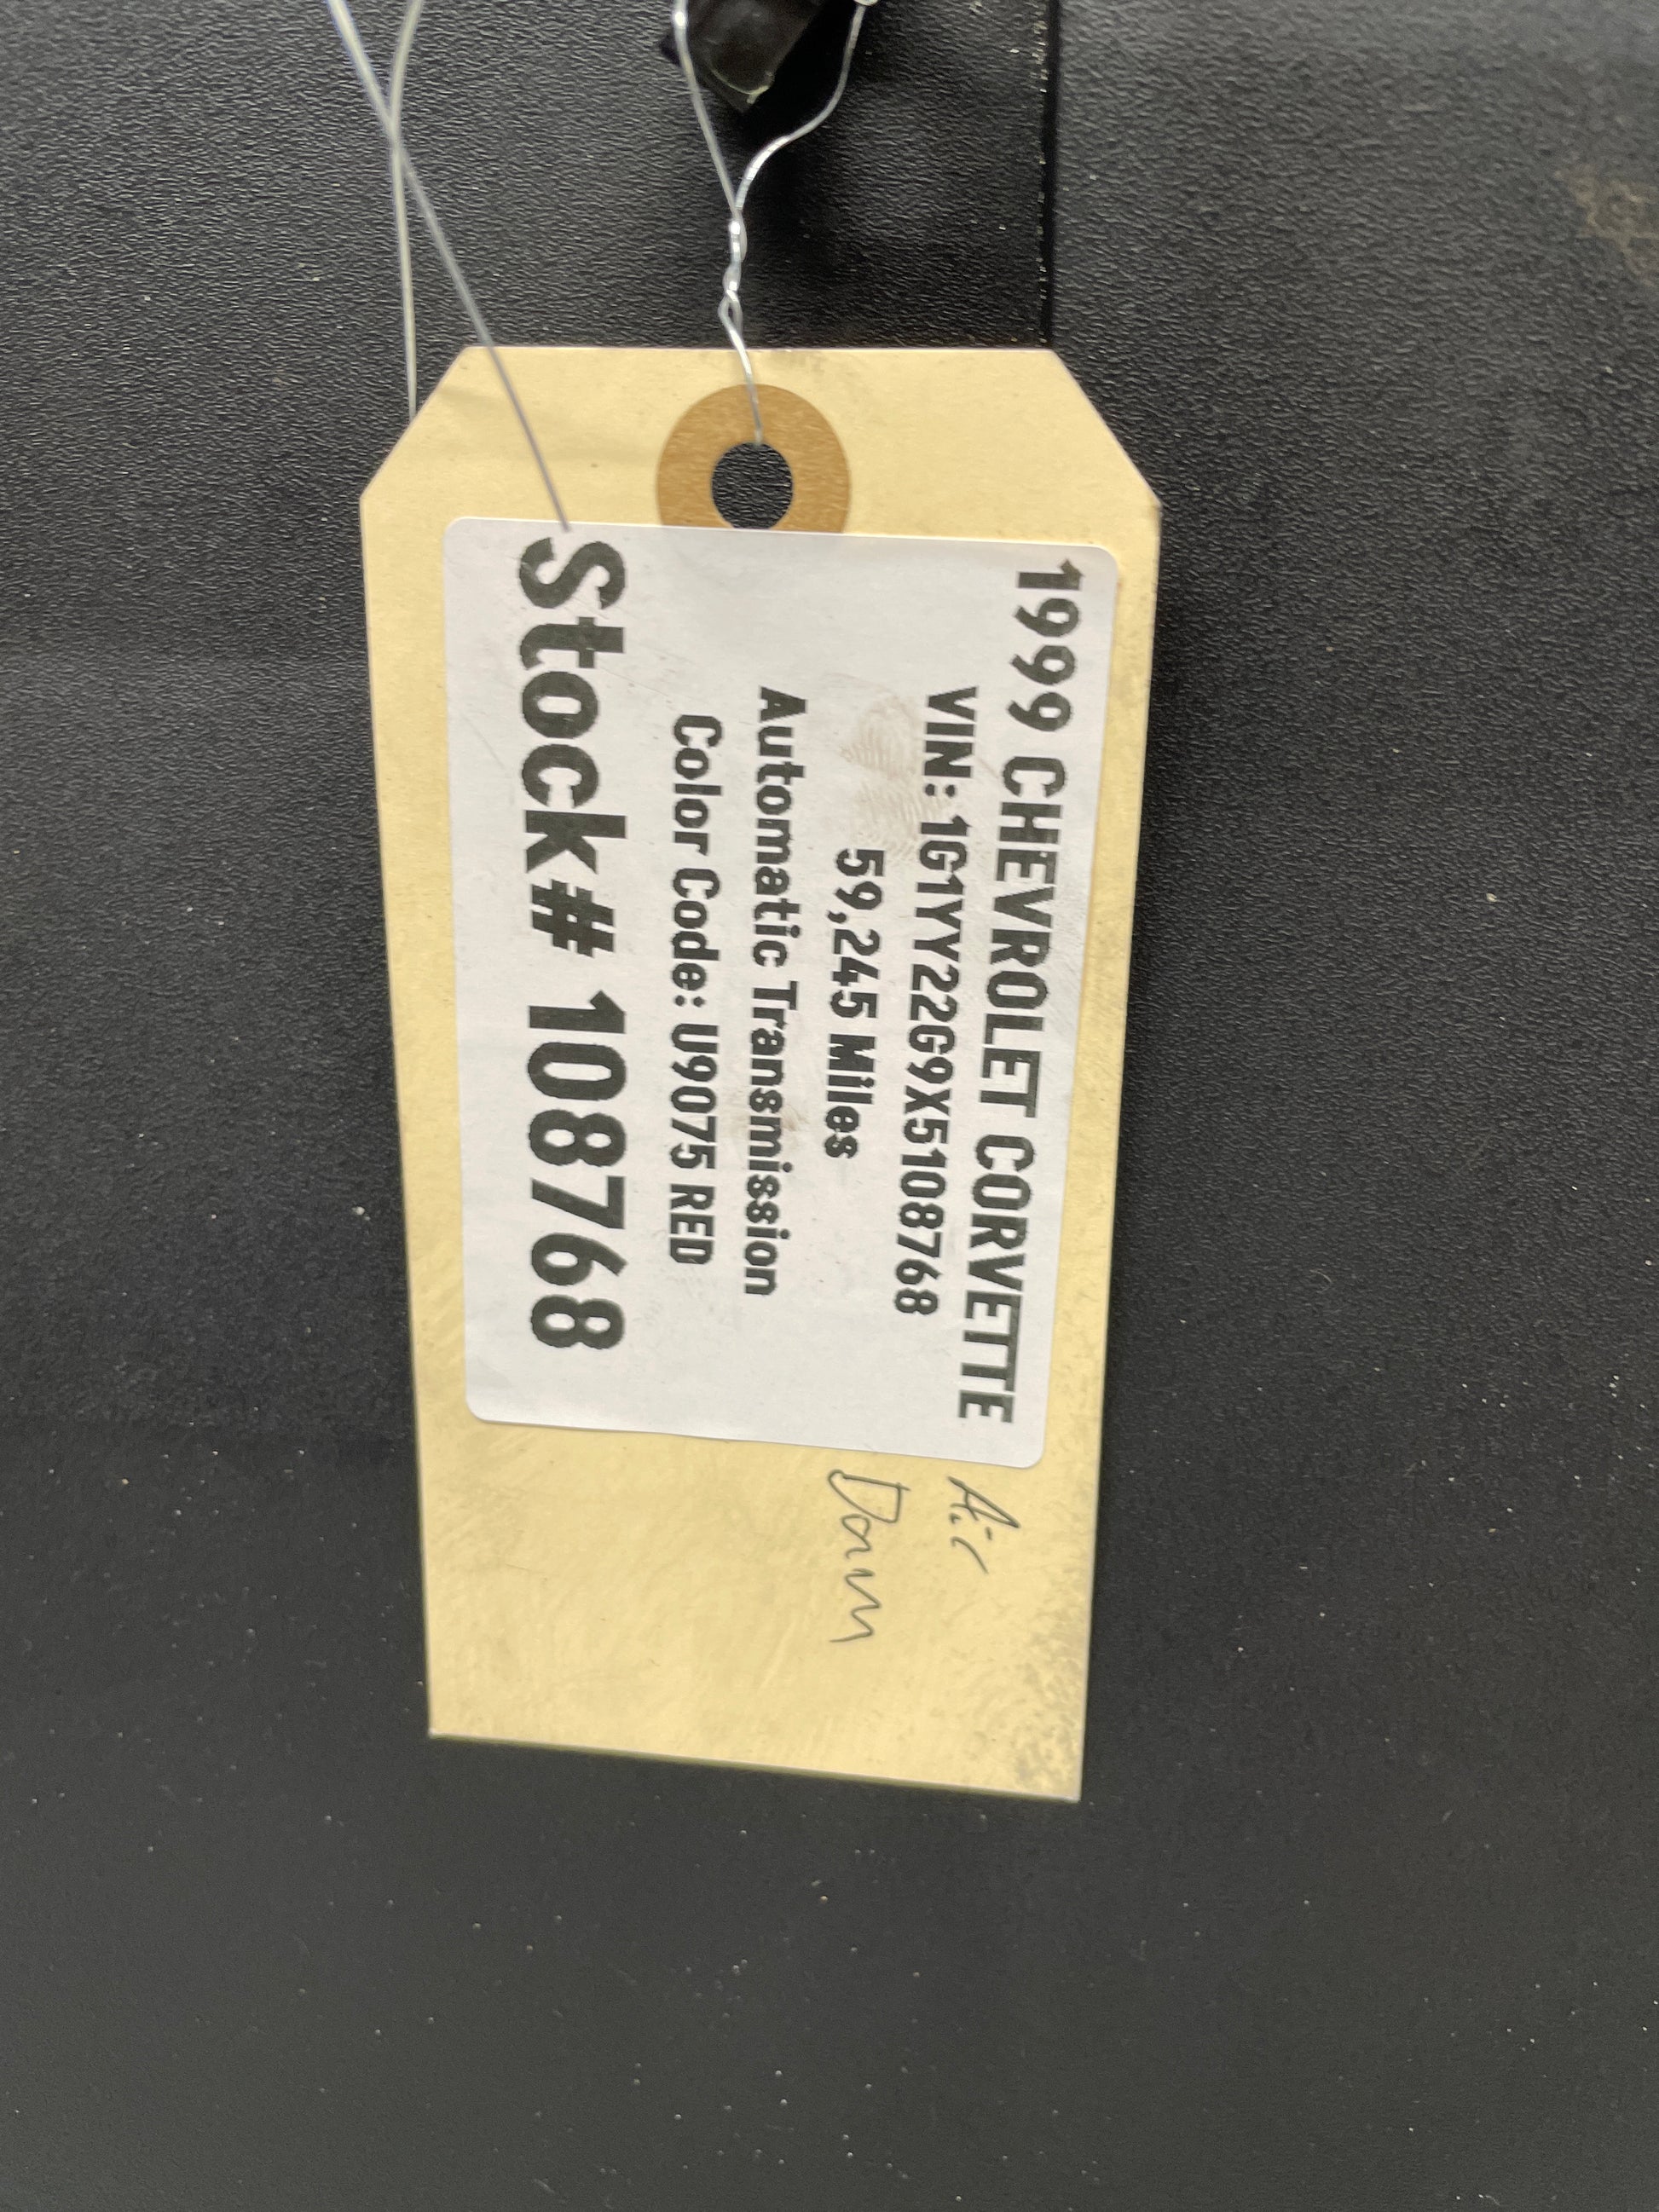 1999 CHEVROLET CORVETTE
VIN: 1G1YY22G9X5108768
59,245 Miles
Automatic Transmission
Color Code: U9075 RED
Stock# 108768
Air
Dam